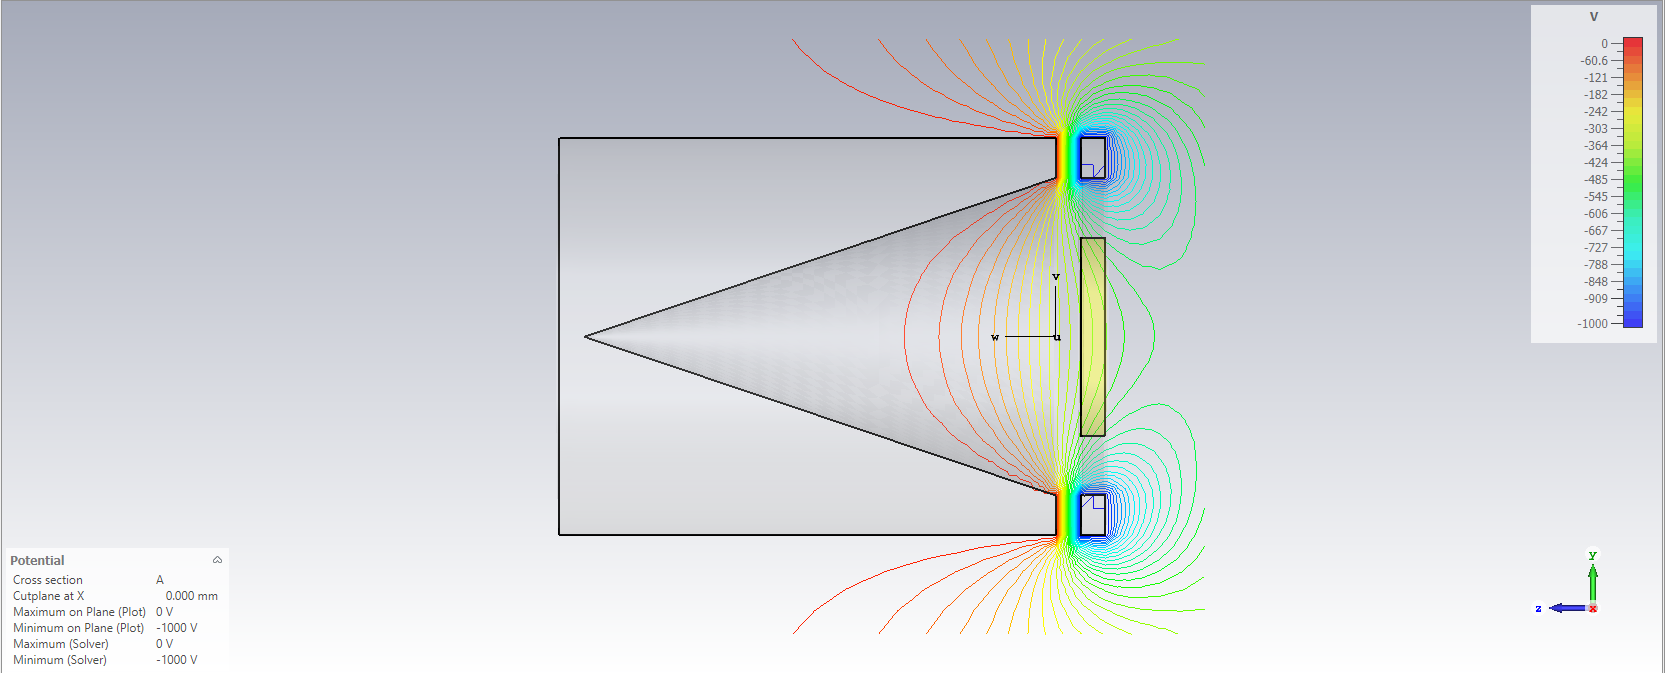 V
0
-60.6
-121
-182
-242
-303
-364
-424
-485
-545
-606
-667
-727
-788
-848
-909
-1000
v
w
u
Potential
Cross section A
Cutplane at X 0.000 mm
Maximum on Plane (Plot) 0 V
Minimum on Plane (Plot) -1000 V
Maximum (Solver) 0 V
Minimum (Solver) -1000 V
y
z
x